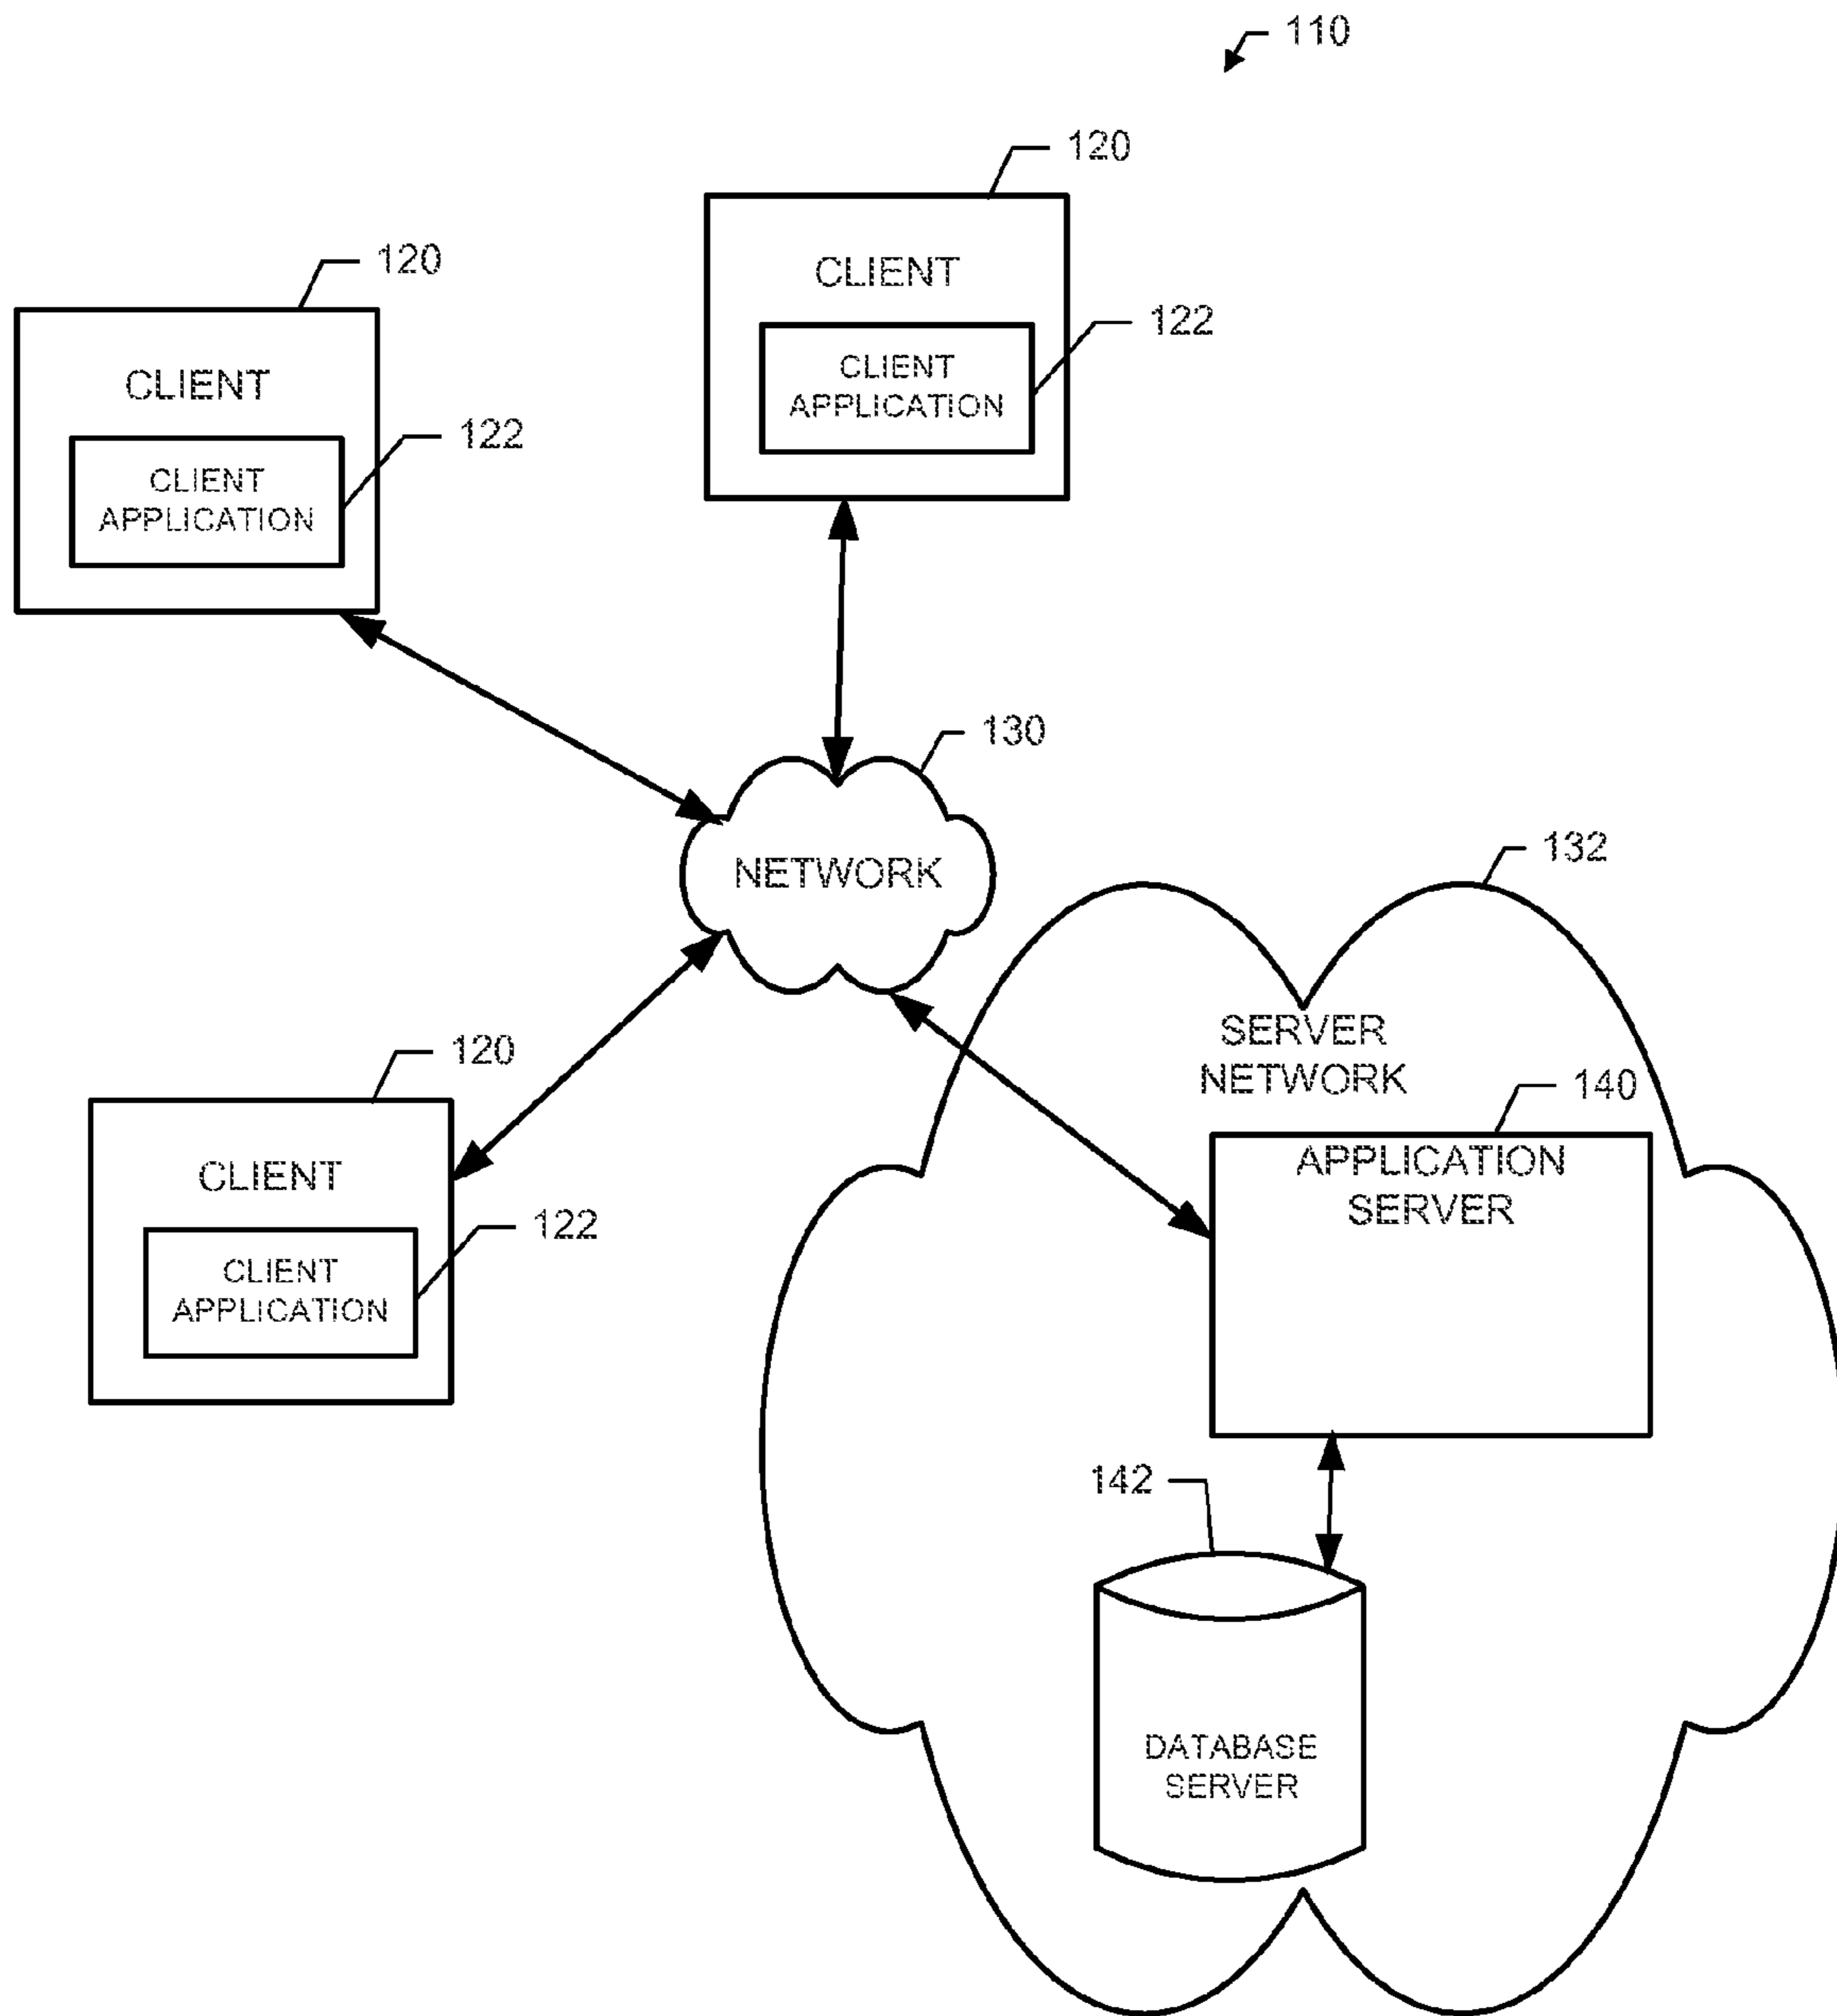 110
120
CLIENT
122
CLIENT
APPLICATION
120
CLIENT
122
CLIENT
APPLICATION
130
NETWORK
132
SERVER
NETWORK
120
CLIENT
122
CLIENT
APPLICATION
140
APPLICATION
SERVER
142
DATABASE
SERVER